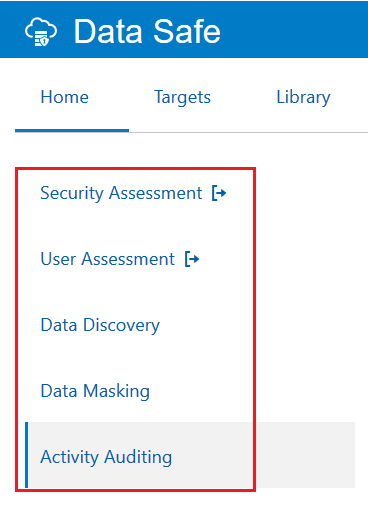 Data Safe
Home Targets Library
Security Assessment
User Assessment
Data Discovery
Data Masking
Activity Auditing